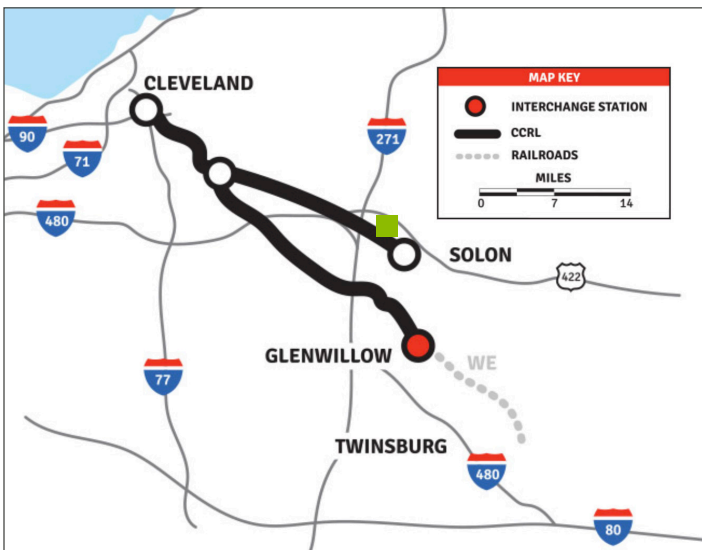 CLEVELAND
MAP KEY
INTERCHANGE STATION
CCRL
RAILROADS
MILES
0 7 14
90
71
271
480
SOLON
422
GLENWILLOW
WE
77
TWINSBURG
480
80